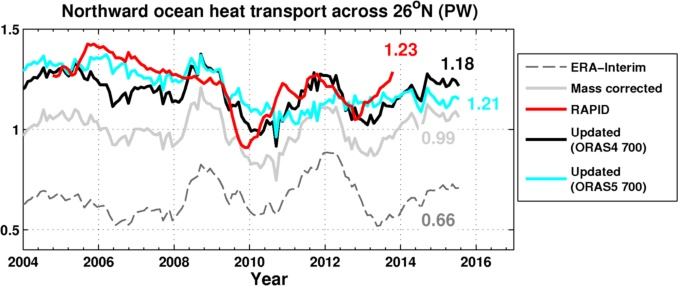 Northward ocean heat transport across 26°N (PW)
1.5
1
0.5
1.23
1.18
1.21
0.99
0.66
2004 2006 2008 2010 2012 2014 2016
Year
ERA–Interim
Mass corrected
RAPID
Updated
(ORAS4 700)
Updated
(ORAS5 700)